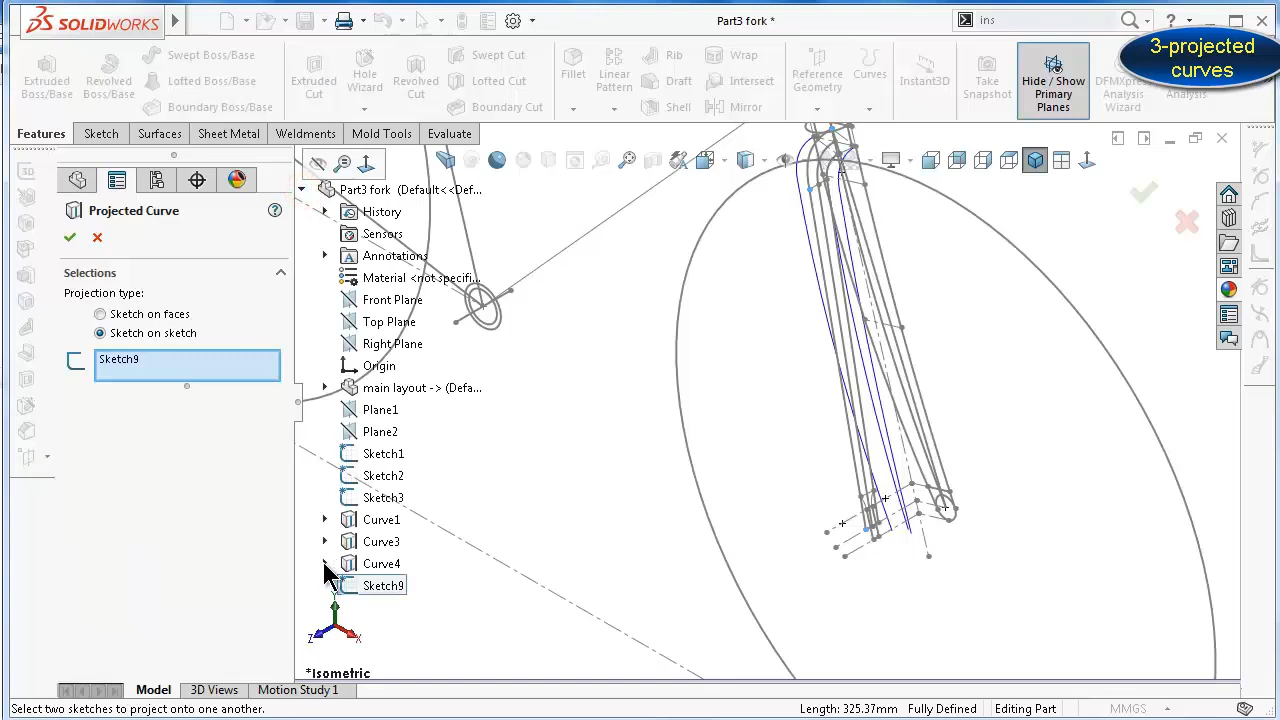 SOLIDWORKS
Part3 fork *
ins
?
3-projected
curves
Extruded
Boss/Base
Revolved
Boss/Base
Swept Boss/Base
Lofted Boss/Base
Boundary Boss/Base
Extruded
Cut
Hole
Wizard
Revolved
Cut
Swept Cut
Lofted Cut
Boundary Cut
Fillet
Linear
Pattern
Rib
Draft
Shell
Wrap
Intersect
Mirror
Reference
Geometry
Curves
Instant3D
Take
Snapshot
Hide / Show
Primary
Planes
Analysis
Wizard
Analysis
Features
Sketch
Surfaces
Sheet Metal
Weldments
Mold Tools
Evaluate
Projected Curve
?
Selections
Projection type:
Sketch on faces
Sketch on sketch
Sketch9
Part3 fork (Default<<Def...
History
Sensors
Annotations
Material <not specifi...
Front Plane
Top Plane
Right Plane
Origin
main layout -> (Defa...
Plane1
Plane2
Sketch1
Sketch2
Sketch3
Curve1
Curve3
Curve4
Sketch9
Y
Z
X
*Isometric
Model
3D Views
Motion Study 1
Select two sketches to project onto one another.
Length: 325.37mm
Fully Defined
Editing Part
MMGS